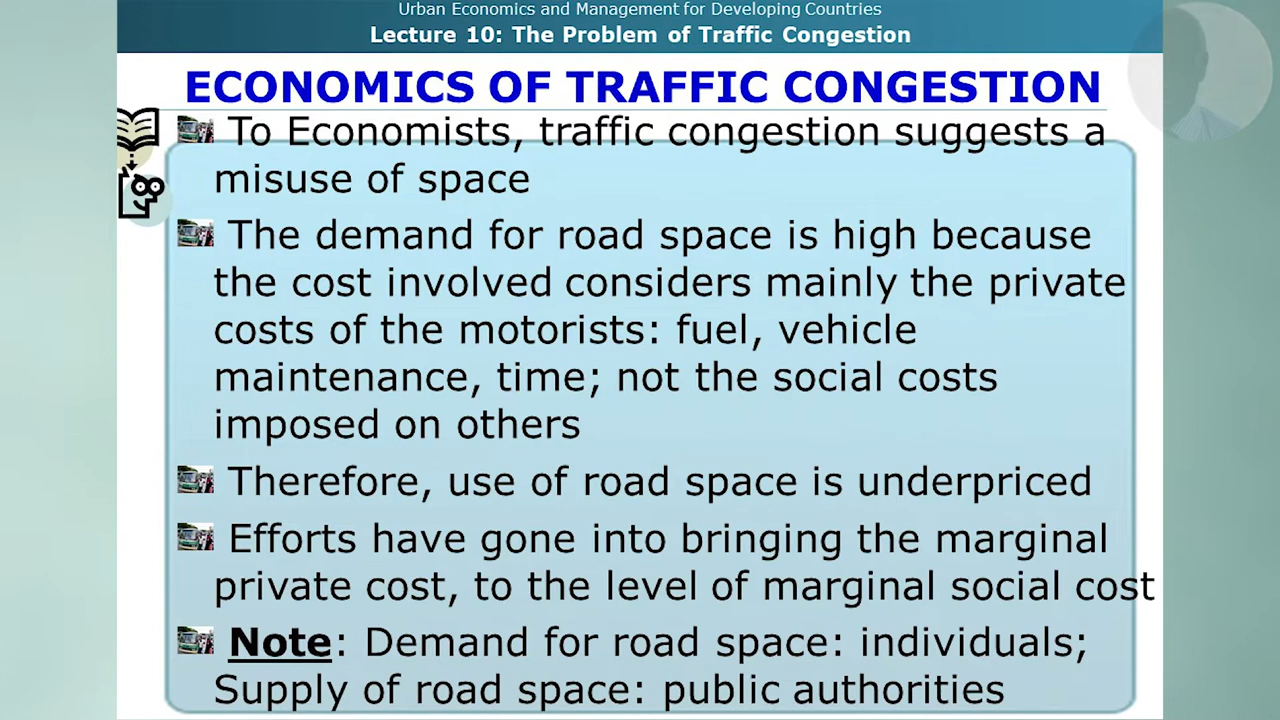 Urban Economics and Management for Developing Countries
Lecture 10: The Problem of Traffic Congestion
ECONOMICS OF TRAFFIC CONGESTION
To Economists, traffic congestion suggests a
misuse of space
The demand for road space is high because
the cost involved considers mainly the private
costs of the motorists: fuel, vehicle
maintenance, time; not the social costs
imposed on others
Therefore, use of road space is underpriced
Efforts have gone into bringing the marginal
private cost, to the level of marginal social cost
Note: Demand for road space: individuals;
Supply of road space: public authorities